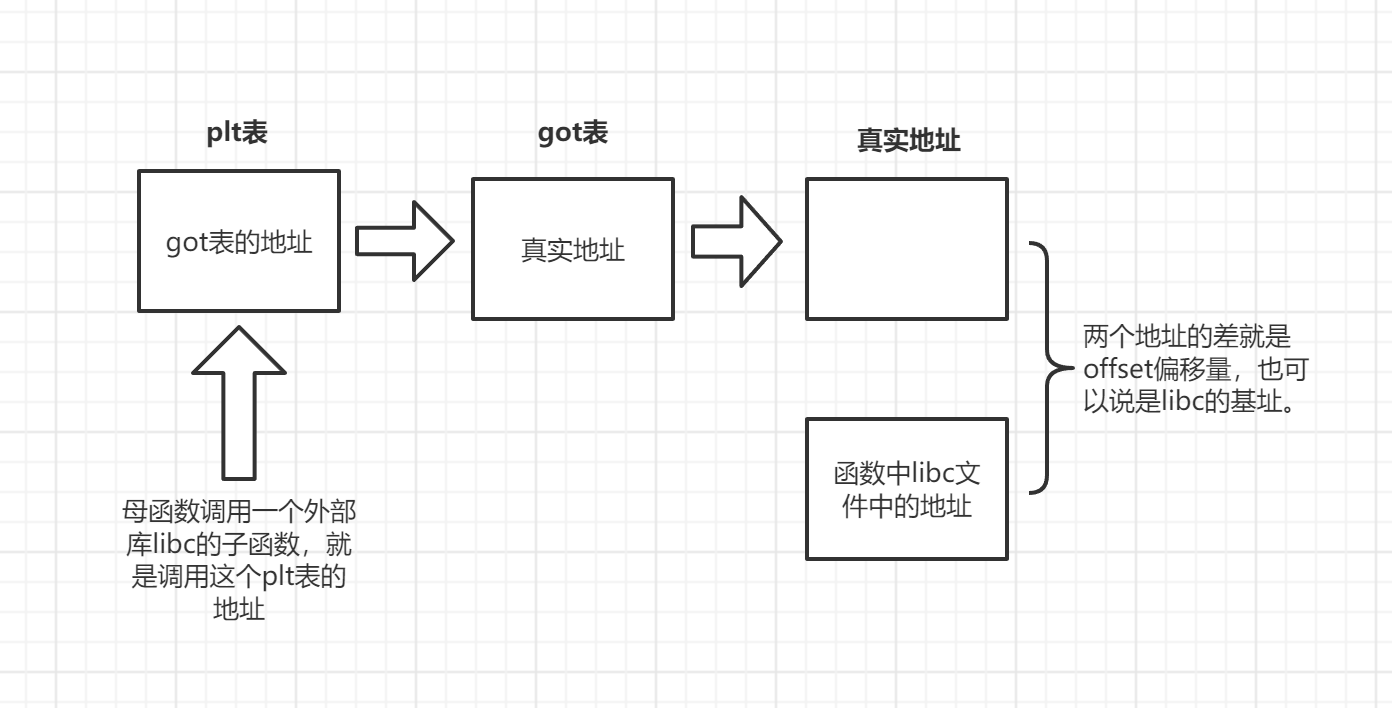 plt表
got表
真实地址
got表的地址
真实地址
两个地址的差就是
offset偏移量，也可
以说是libc的基址。
函数中libc文
件中的地址
母函数调用一个外部
库libc的子函数，就
是调用这个plt表的
地址